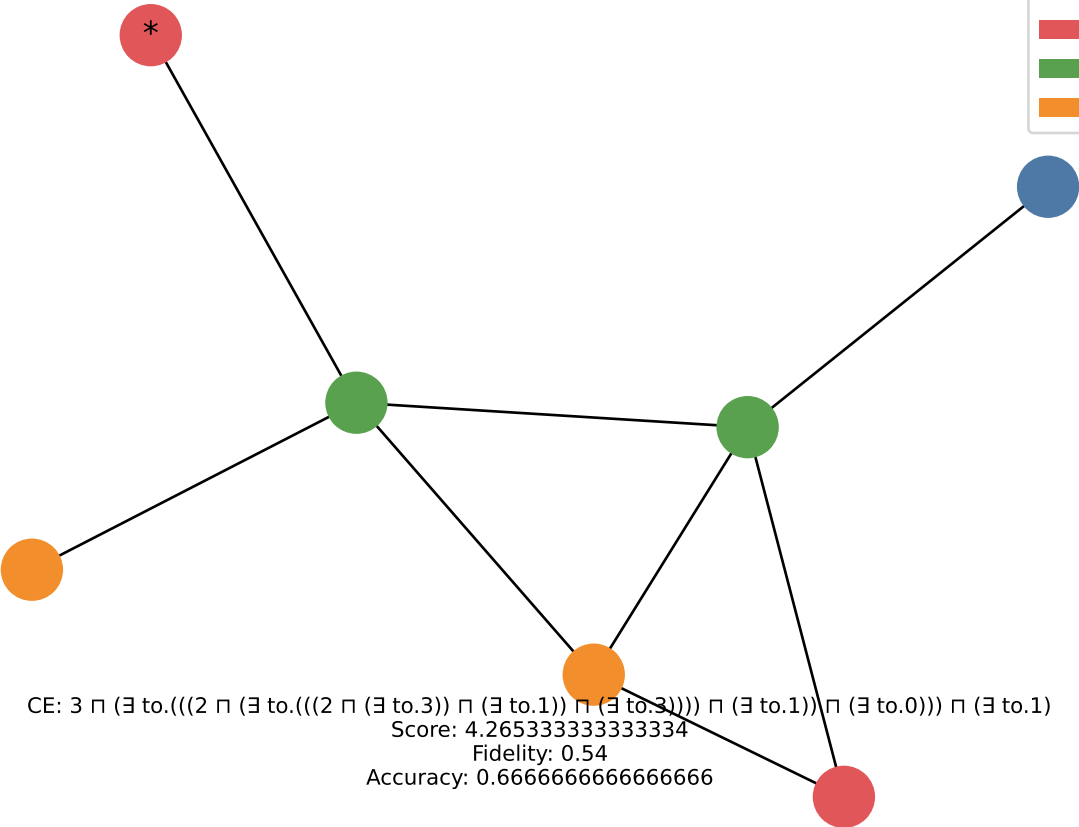 *
CE: 3 ⊓ (∃ to.(((2 ⊓ (∃ to.(((2 ⊓ (∃ to.3)) ⊓ (∃ to.1)) ⊓ (∃ to.3)))) ⊓ (∃ to.1)) ⊓ (∃ to.0))) ⊓ (∃ to.1)
Score: 4.265333333333334
Fidelity: 0.54
Accuracy: 0.6666666666666666